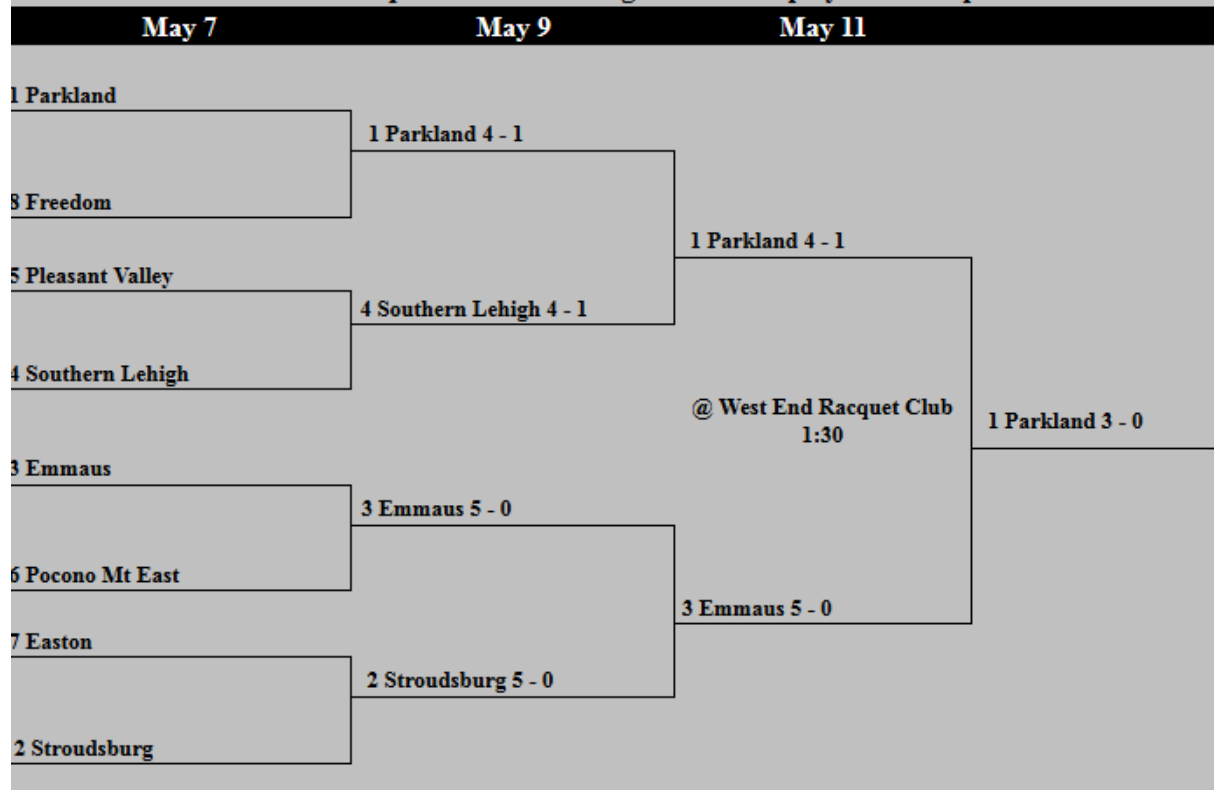 May 7 May 9 May 11
1 Parkland
1 Parkland 4 - 1
8 Freedom
1 Parkland 4 - 1
5 Pleasant Valley
4 Southern Lehigh 4 - 1
4 Southern Lehigh
@ West End Racquet Club
1:30
1 Parkland 3 - 0
3 Emmaus
3 Emmaus 5 - 0
6 Pocono Mt East
3 Emmaus 5 - 0
7 Easton
2 Stroudsburg 5 - 0
2 Stroudsburg